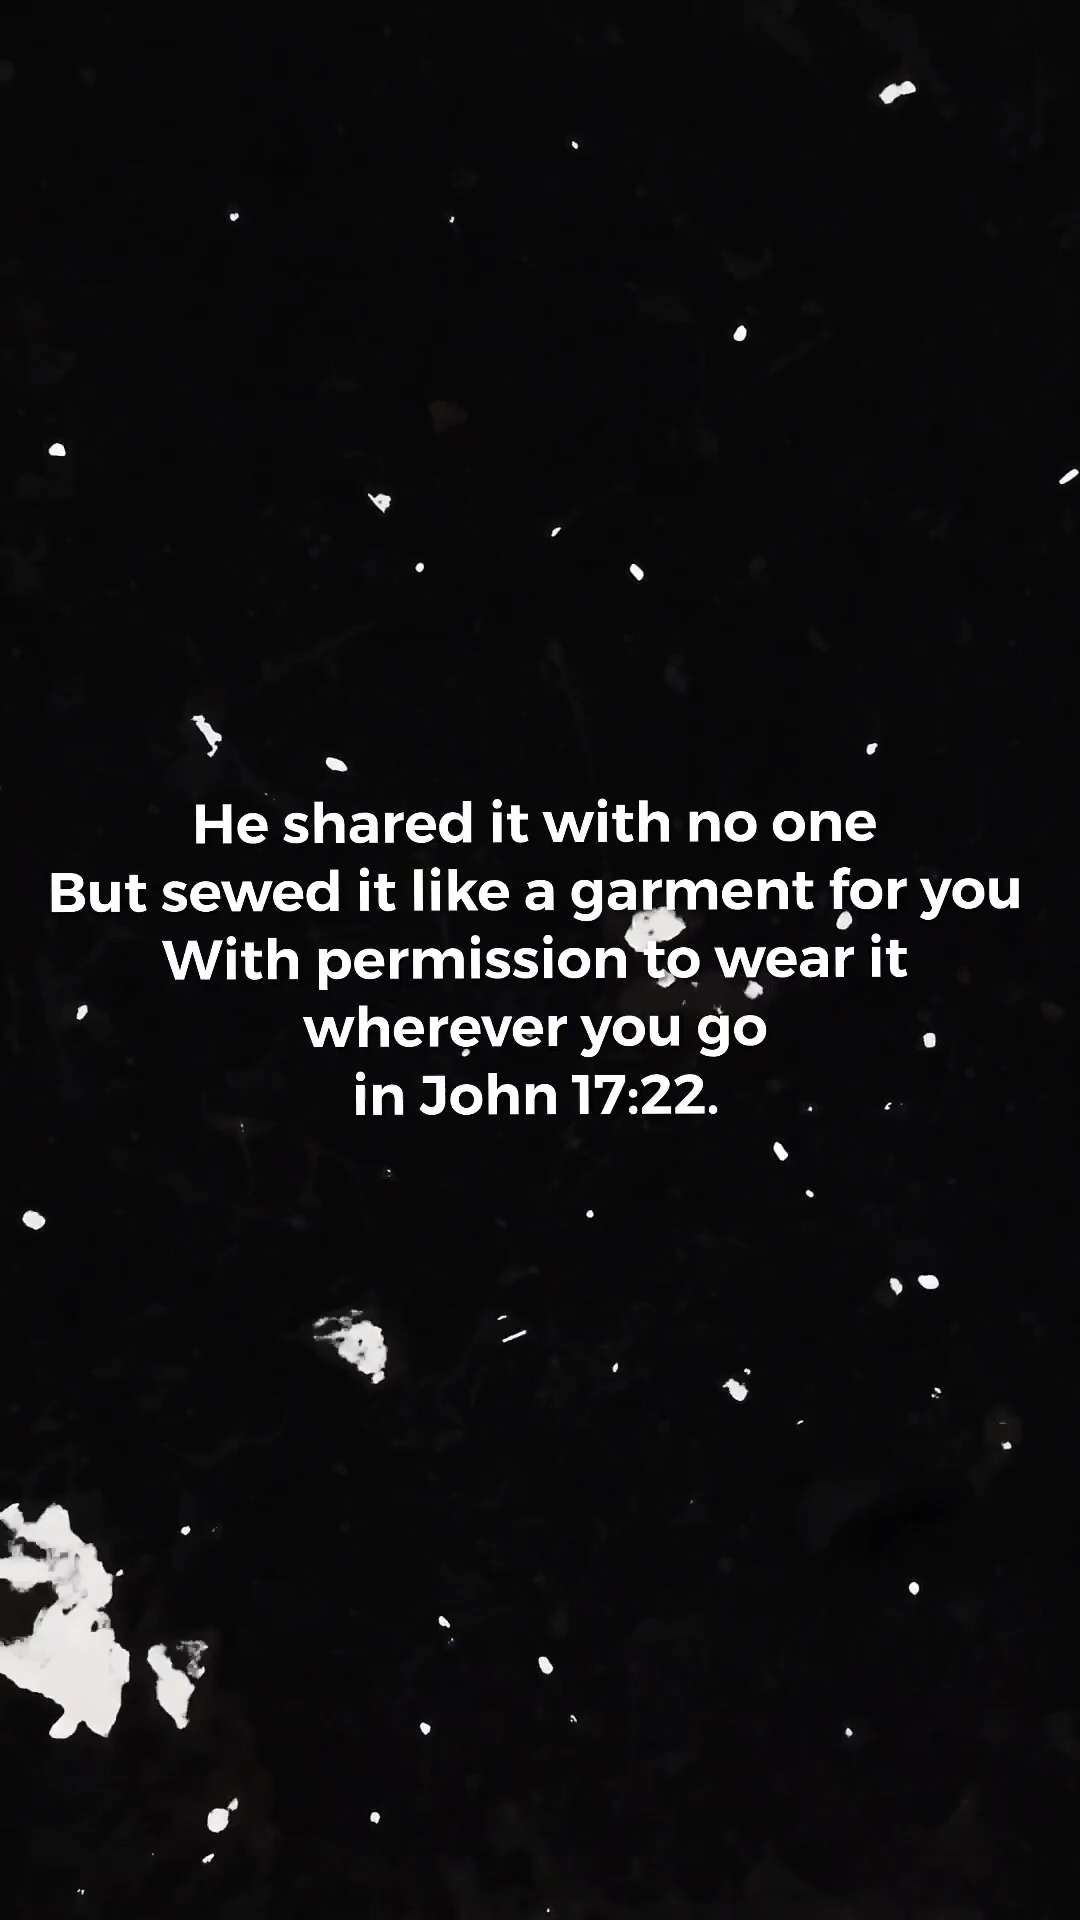 He shared it with no one
But sewed it like a garment for you
With permission to wear it
wherever you go
in John 17:22.